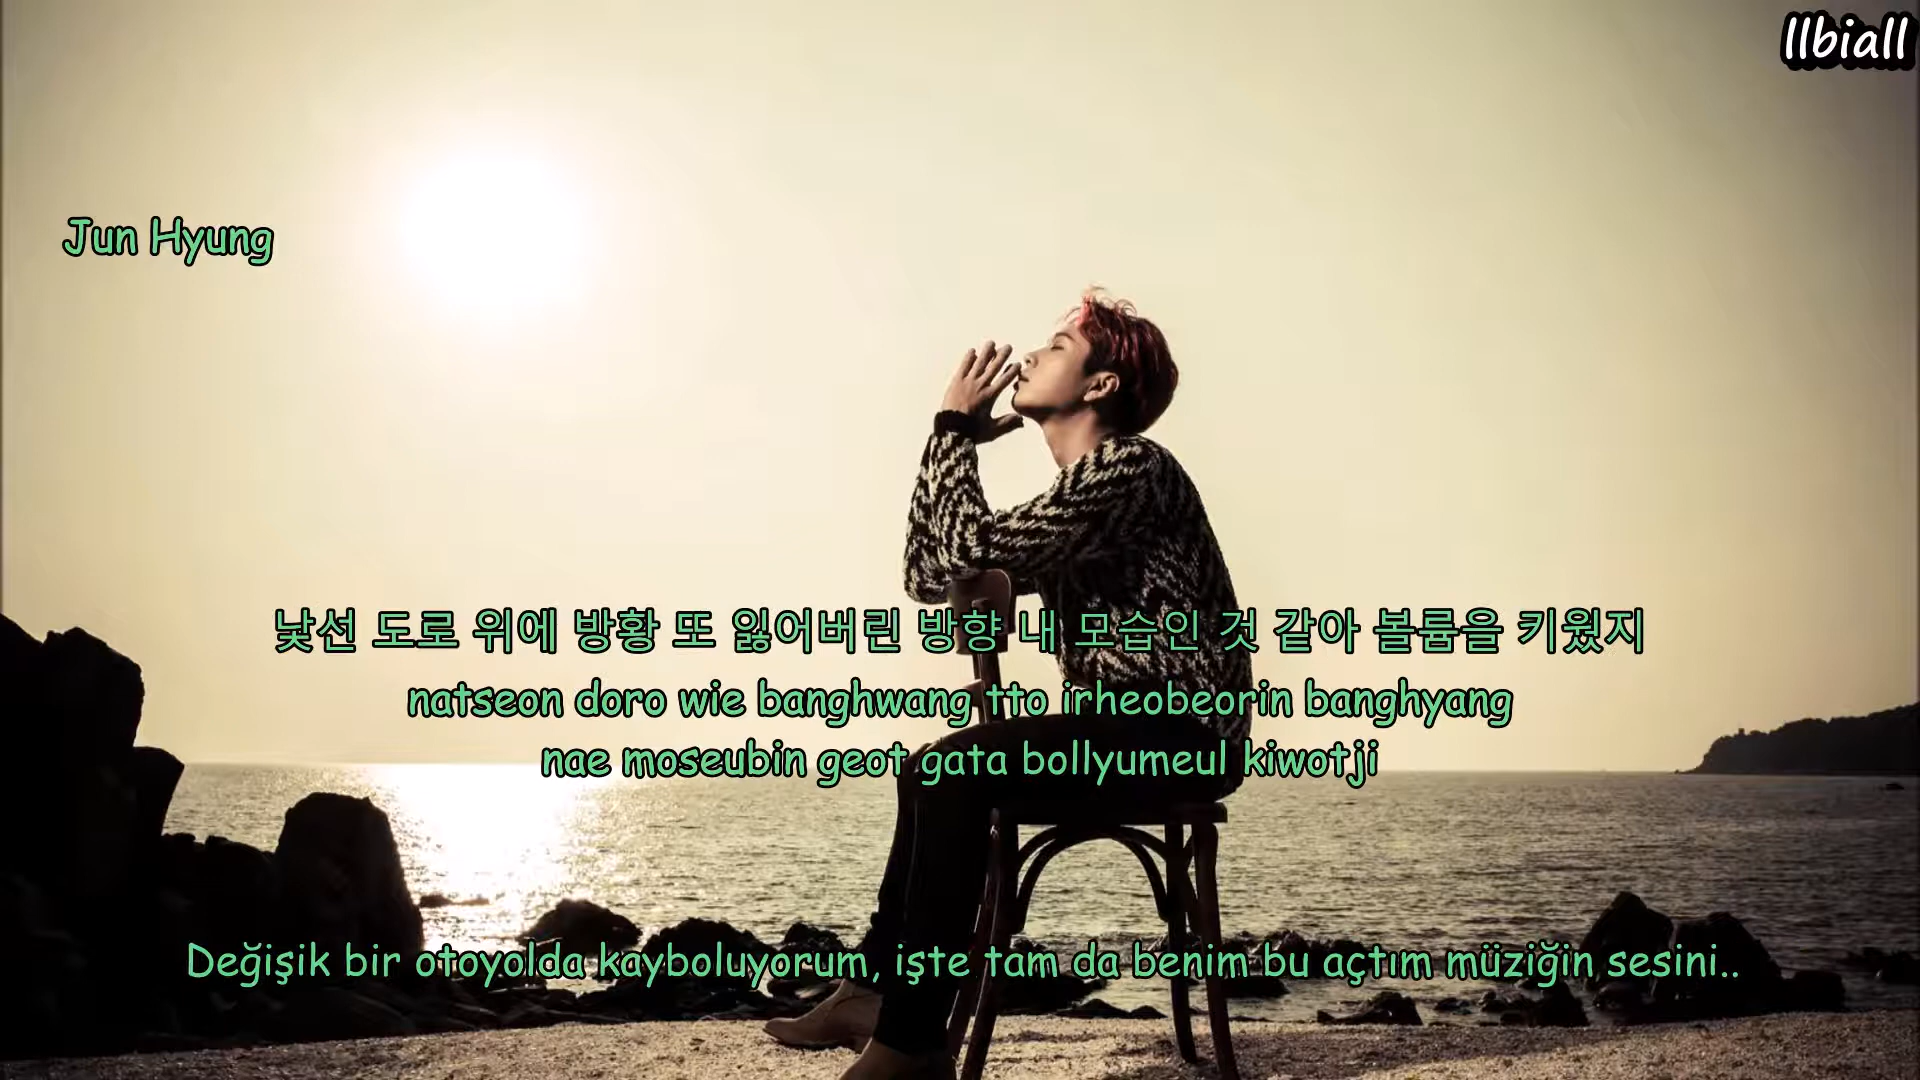 llbiall
Jun Hyung
낯선 도로 위에 방황 또 잃어버린 방향 내 모습인 것 같아 볼륨을 키웠지
natseon doro wie banghwang tto irheobeorin banghyang
nae moseubin geot gata bollyumeul kiwotji
Değişik bir otoyolda kayboluyorum, işte tam da benim bu açtım müziğin sesini..